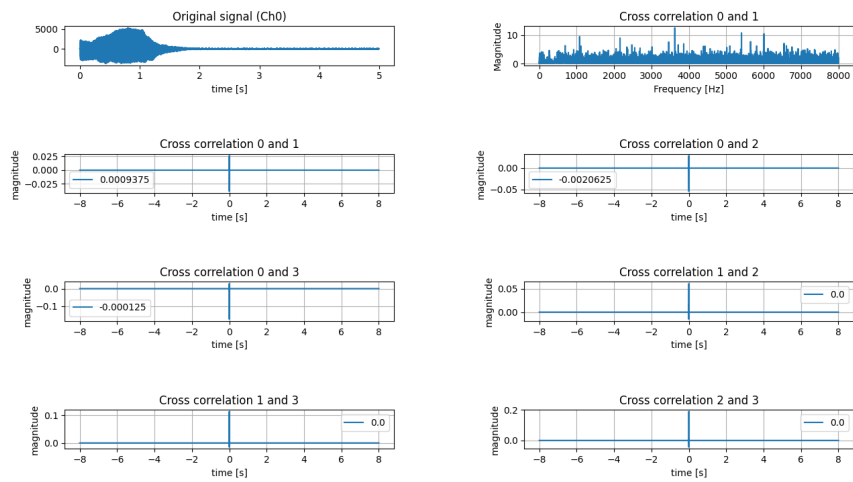 Original signal (Ch0)
5000
0
0 1 2 3 4 5
time [s]
Cross correlation 0 and 1
Magnitude
10
0
0 1000 2000 3000 4000 5000 6000 7000 8000
Frequency [Hz]
Cross correlation 0 and 1
magnitude
0.025
0.000
−0.025
0.0009375
−8 −6 −4 −2 0 2 4 6 8
time [s]
Cross correlation 0 and 2
magnitude
0.00
−0.05
-0.0020625
−8 −6 −4 −2 0 2 4 6 8
time [s]
Cross correlation 0 and 3
magnitude
0.0
−0.1
-0.000125
−8 −6 −4 −2 0 2 4 6 8
time [s]
Cross correlation 1 and 2
magnitude
0.05
0.00
0.0
−8 −6 −4 −2 0 2 4 6 8
time [s]
Cross correlation 1 and 3
magnitude
0.1
0.0
0.0
−8 −6 −4 −2 0 2 4 6 8
time [s]
Cross correlation 2 and 3
magnitude
0.2
0.0
0.0
−8 −6 −4 −2 0 2 4 6 8
time [s]